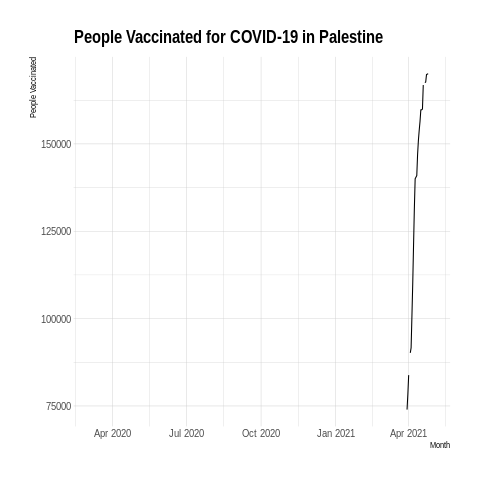 People Vaccinated for COVID-19 in Palestine
People Vaccinated
150000
125000
100000
75000
Apr 2020 Jul 2020 Oct 2020 Jan 2021 Apr 2021
Month